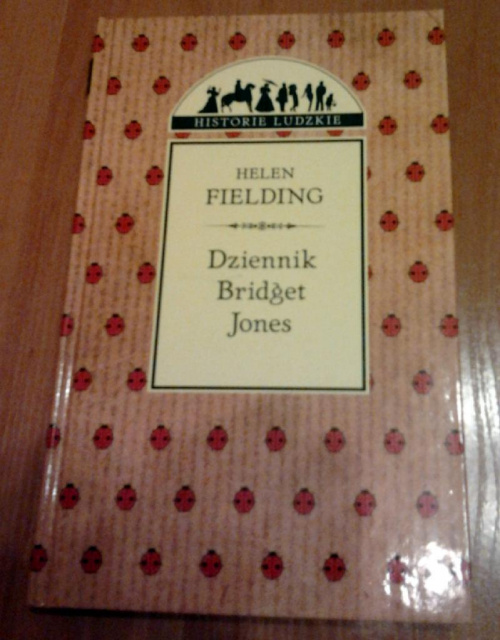 HISTORIE LUDZKIE
HELEN
FIELDING
Dziennik
Bridget
Jones